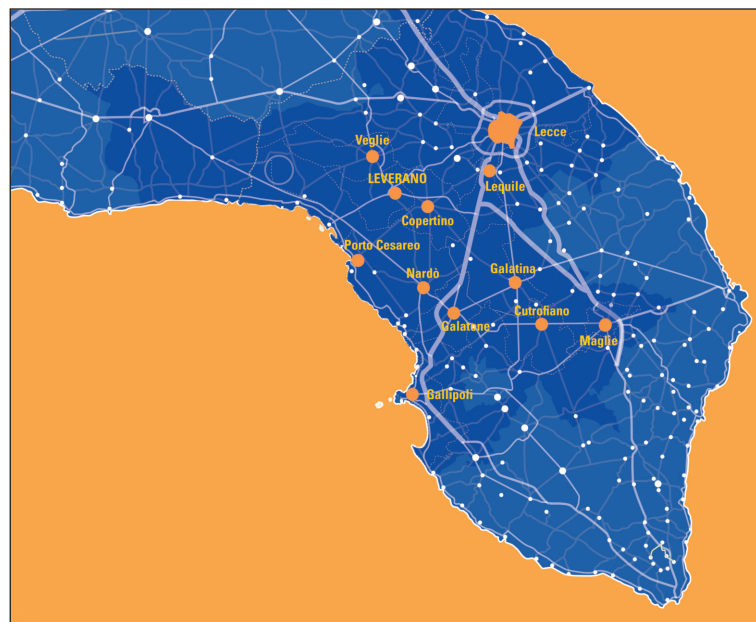 Lecce
Veglie
LEVERANO
Lequile
Copertino
Porto Cesareo
Nardò
Galatina
Galatone
Cutrofiano
Maglie
Gallipoli